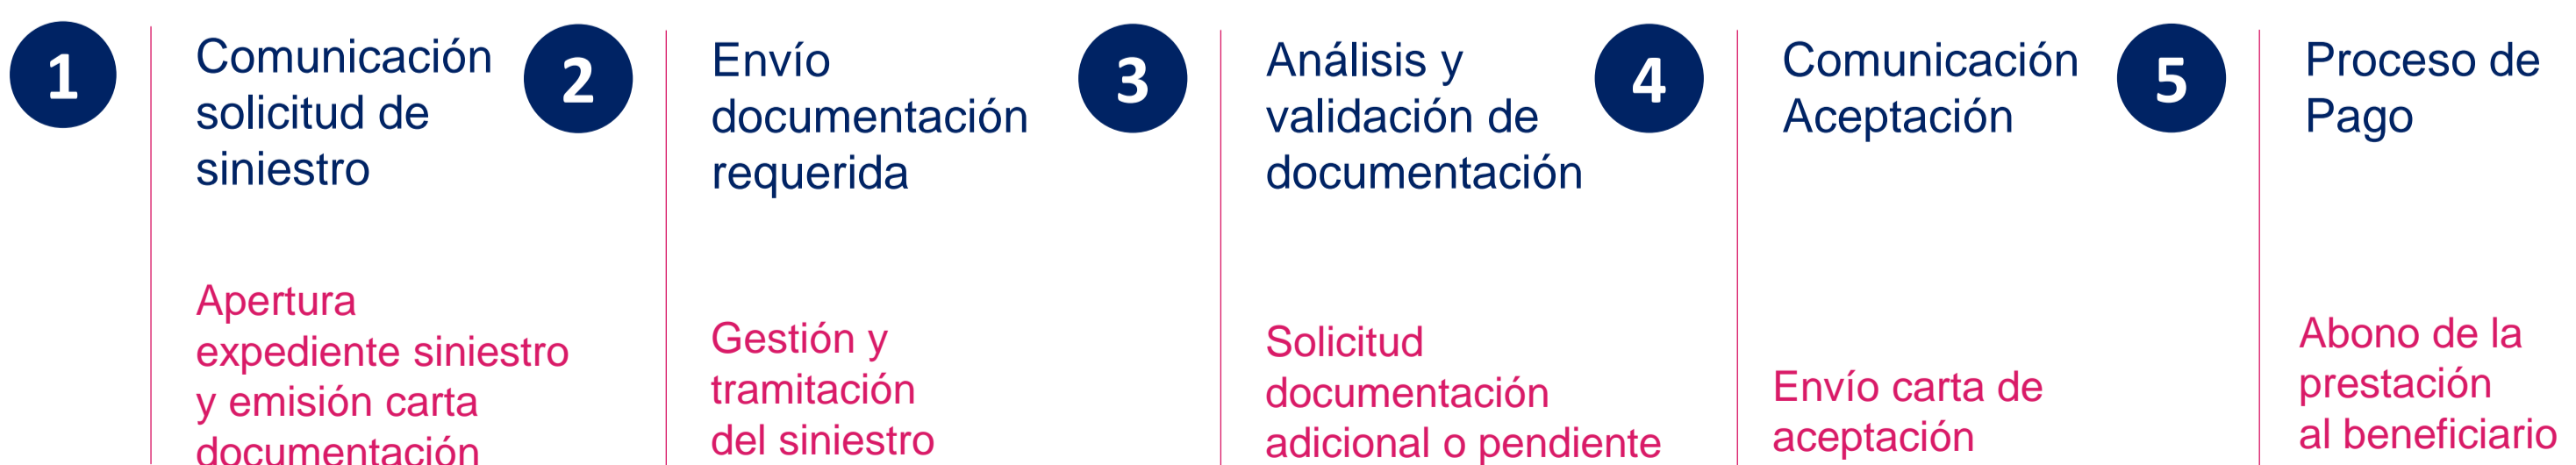 1
Comunicación
solicitud de
siniestro
Apertura
expediente siniestro
y emisión carta
documentación
2
Envío
documentación
requerida
Gestión y
tramitación
del siniestro
3
Análisis y
validación de
documentación
Solicitud
documentación
adicional o pendiente
4
Comunicación
Aceptación
Envío carta de
aceptación
5
Proceso de
Pago
Abono de la
prestación
al beneficiario